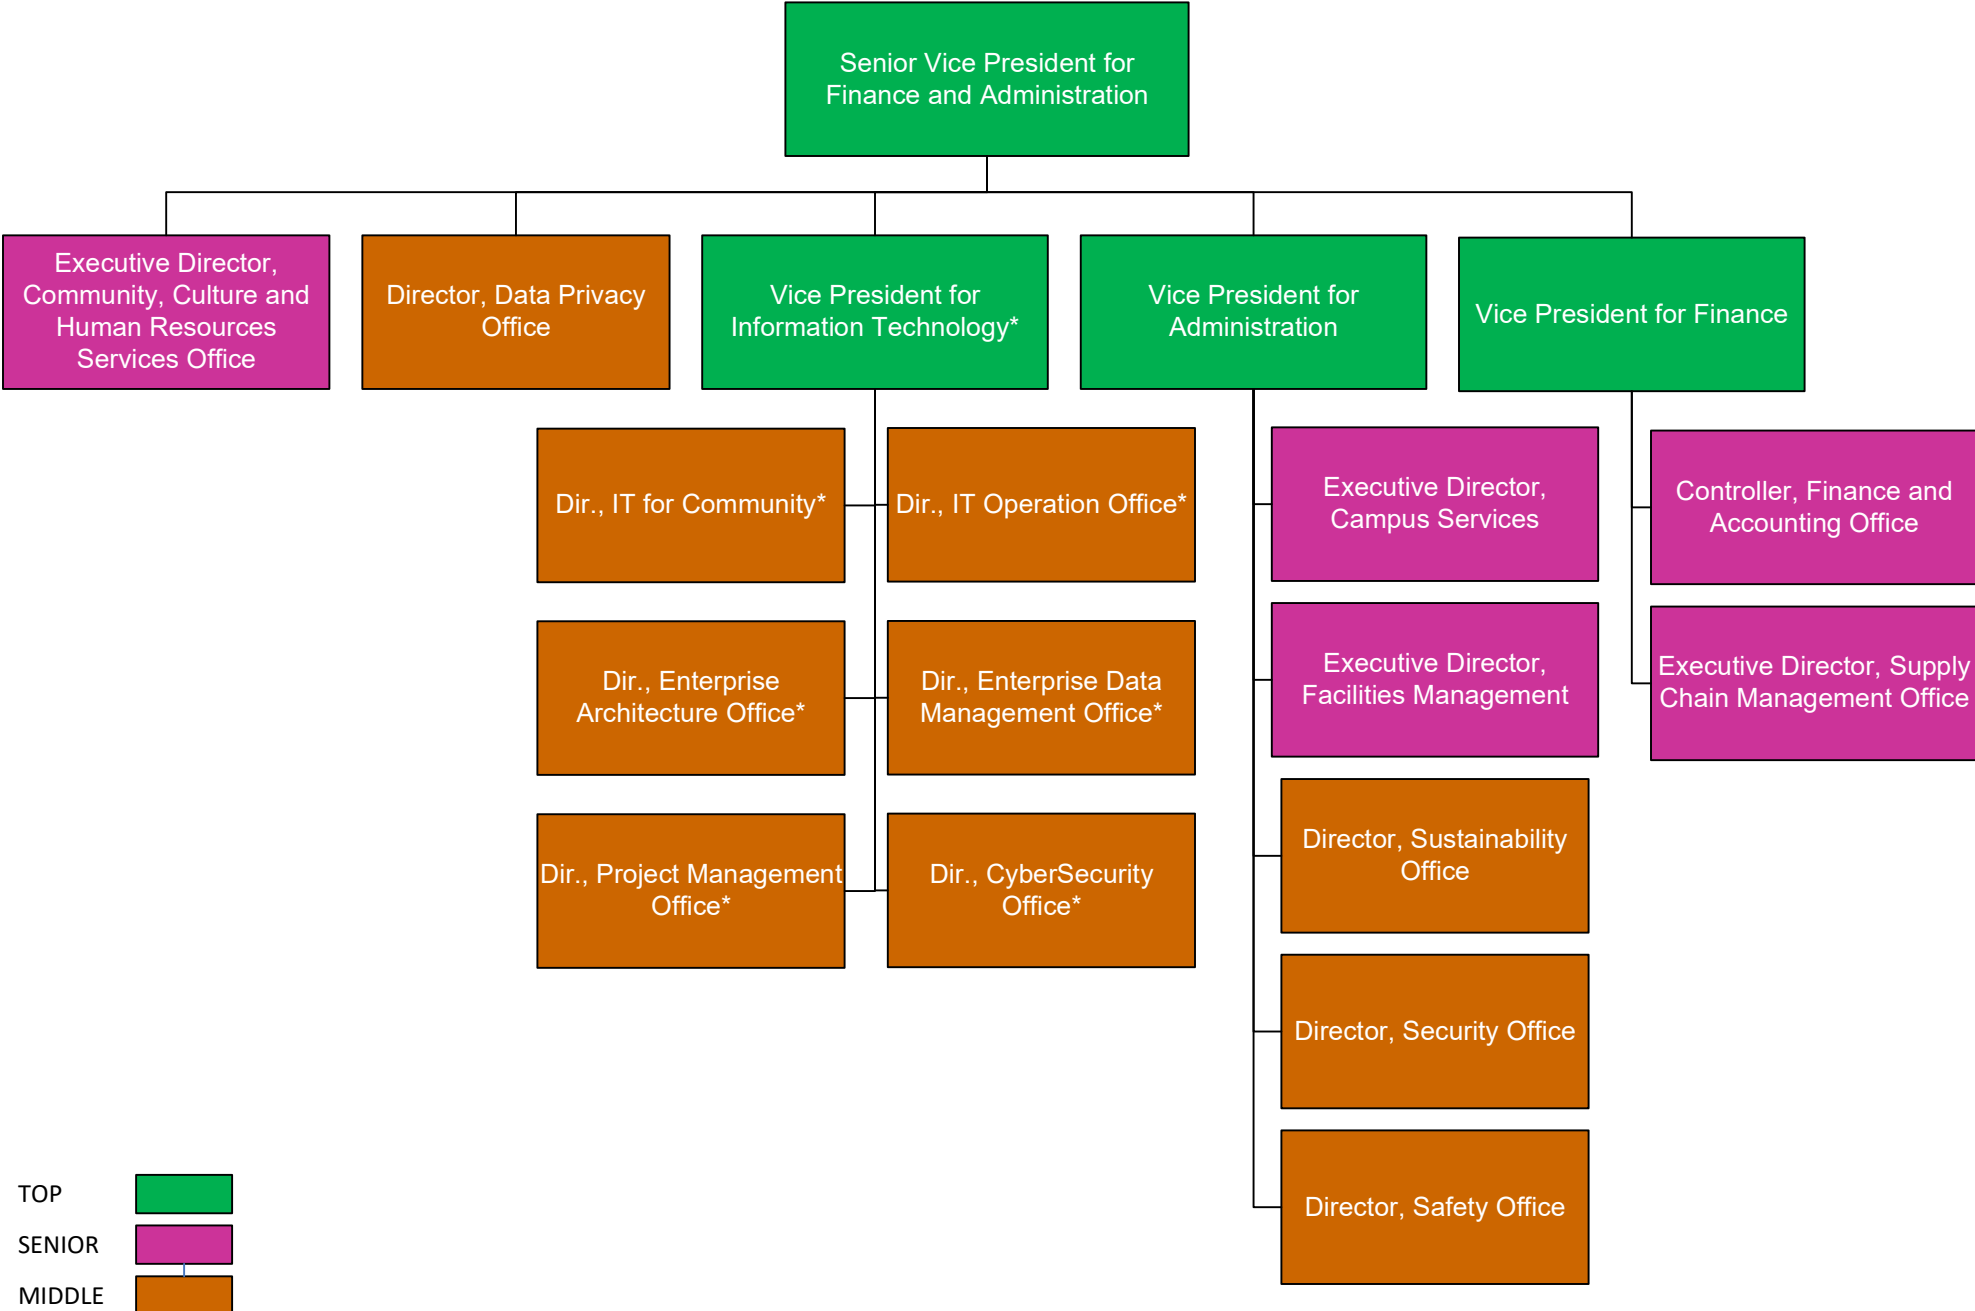 Senior Vice President for
Finance and Administration
Executive Director,
Community, Culture and
Human Resources
Services Office
Director, Data Privacy
Office
Vice President for
Information Technology*
Vice President for
Administration
Vice President for Finance
Dir., IT for Community*
Dir., IT Operation Office*
Executive Director,
Campus Services
Controller, Finance and
Accounting Office
Dir., Enterprise
Architecture Office*
Dir., Enterprise Data
Management Office*
Executive Director,
Facilities Management
Executive Director, Supply
Chain Management Office
Dir., Project Management
Office*
Dir., CyberSecurity
Office*
Director, Sustainability
Office
Director, Security Office
Director, Safety Office
TOP
SENIOR
MIDDLE